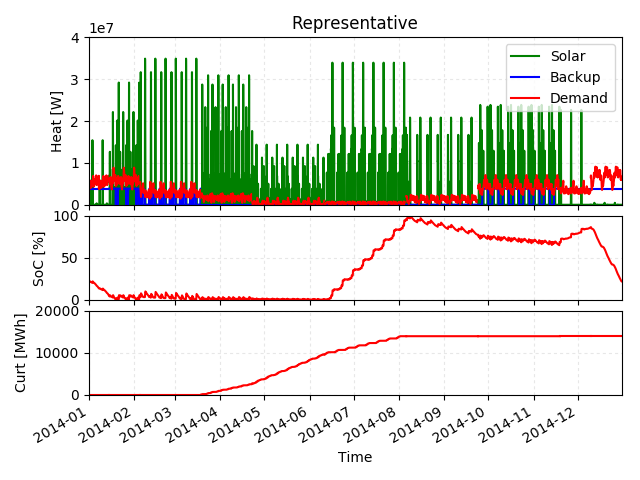 Representative
1e7
4
3
2
1
0
Heat [W]
Solar
Backup
Demand
100
50
0
SoC [%]
20000
10000
0
Curt [MWh]
2014-01
2014-02
2014-03
2014-04
2014-05
2014-06
2014-07
2014-08
2014-09
2014-10
2014-11
2014-12
Time